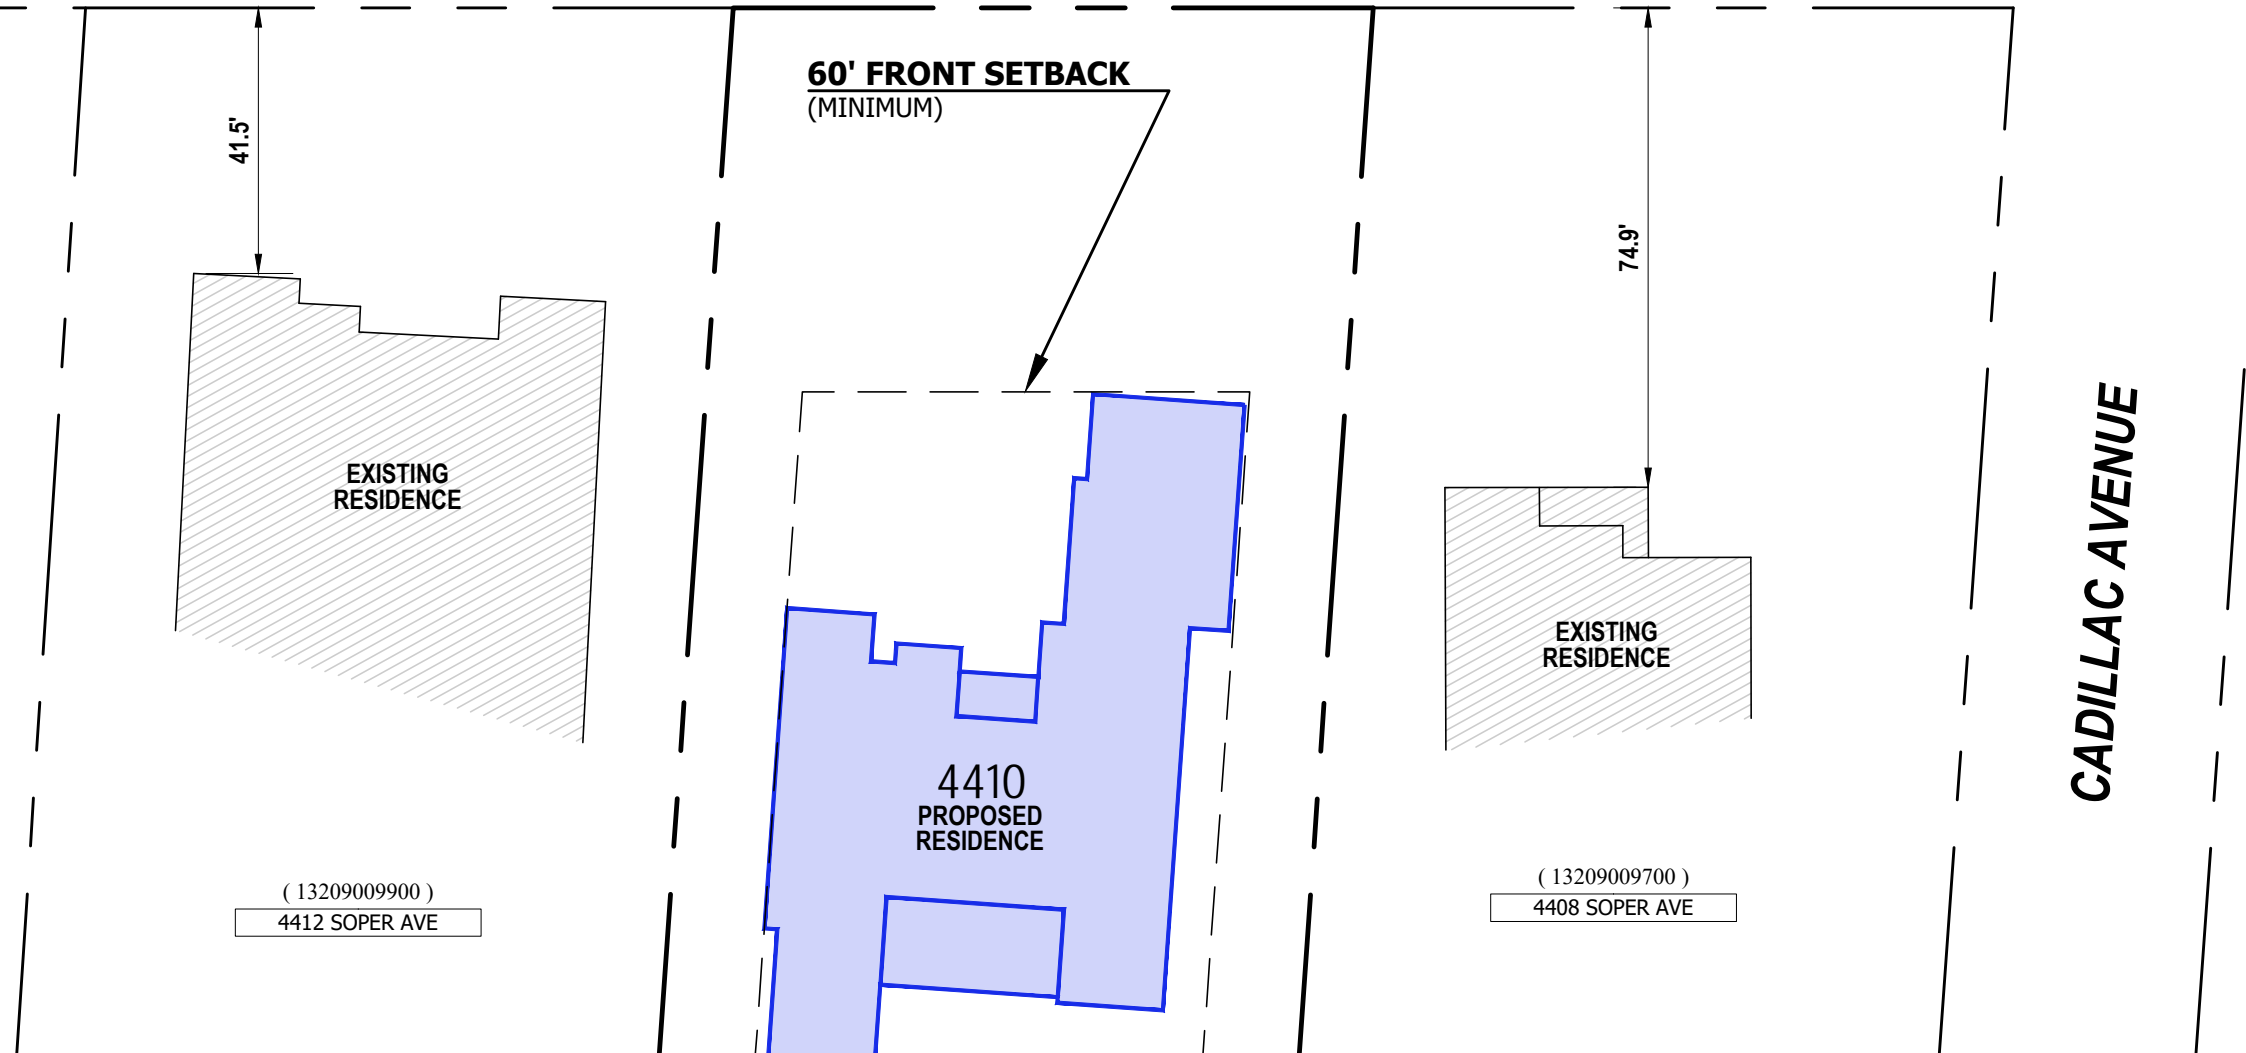 60' FRONT SETBACK
(MINIMUM)
41.5'
74.9'
EXISTING
RESIDENCE
EXISTING
RESIDENCE
CADILLAC AVENUE
4410
PROPOSED
RESIDENCE
( 13209009900 )
4412 SOPER AVE
( 13209009700 )
4408 SOPER AVE